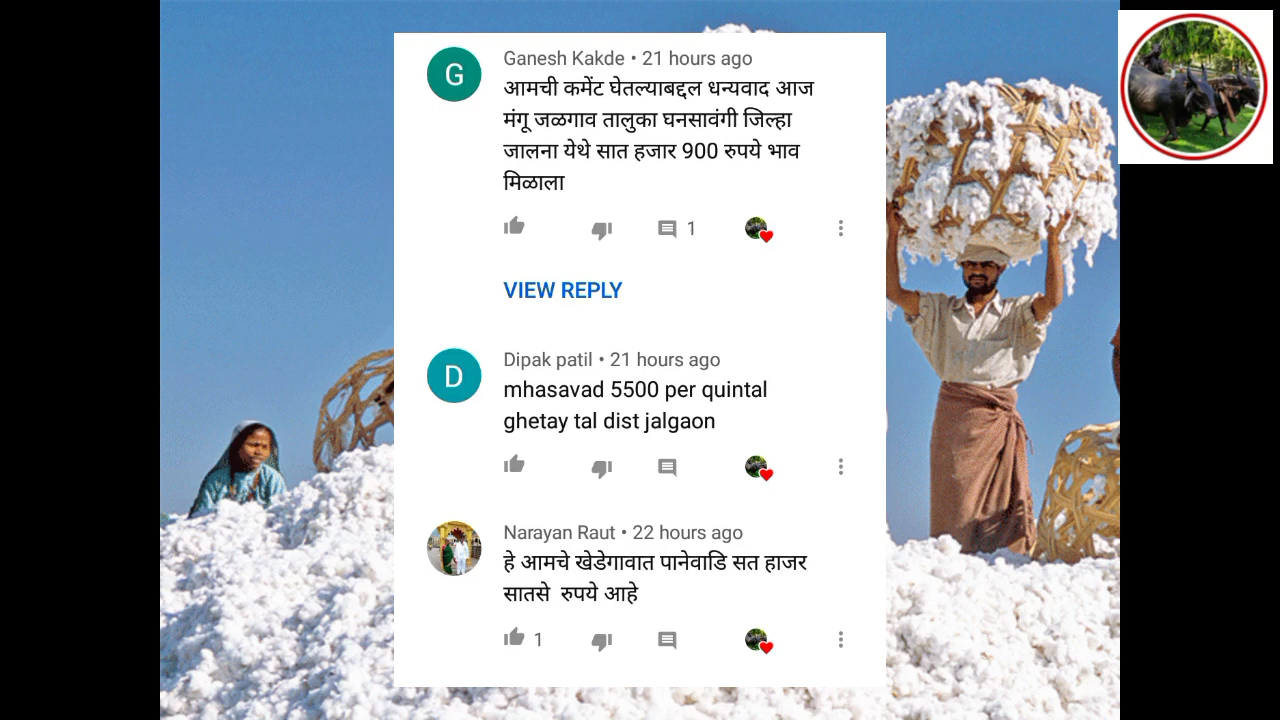 Ganesh Kakde • 21 hours ago
आमची कमेंट घेतल्याबद्दल धन्यवाद आज
मंगू जळगाव तालुका घनसावंगी जिल्हा
जालना येथे सात हजार 900 रुपये भाव
मिळाला
1
VIEW REPLY
Dipak patil • 21 hours ago
mhasavad 5500 per quintal
ghetay tal dist jalgaon
Narayan Raut • 22 hours ago
हे आमचे खेडेगावात पानेवाडि सत हाजर
सातसे रुपये आहे
1
G
D